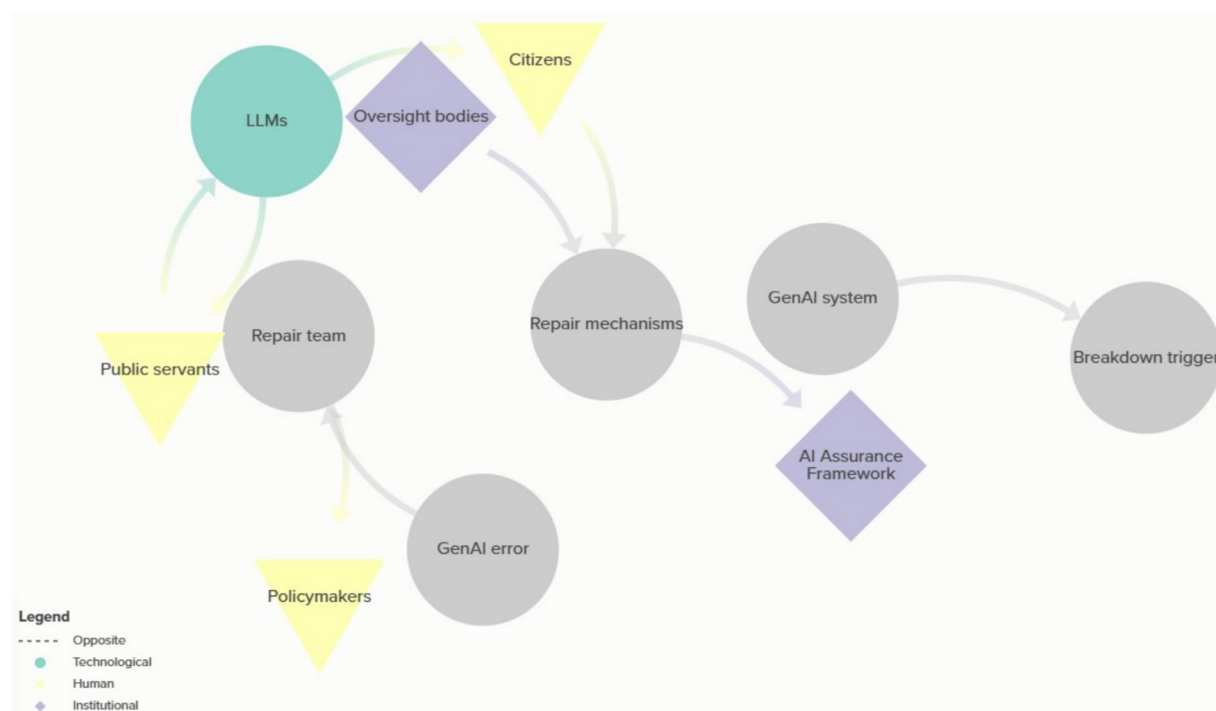 Citizens
LLMs
Oversight bodies
GenAI system
Repair mechanisms
Repair team
Breakdown trigger
Public servants
AI Assurance
Framework
GenAI error
Policymakers
Legend
Opposite
Technological
Human
Institutional